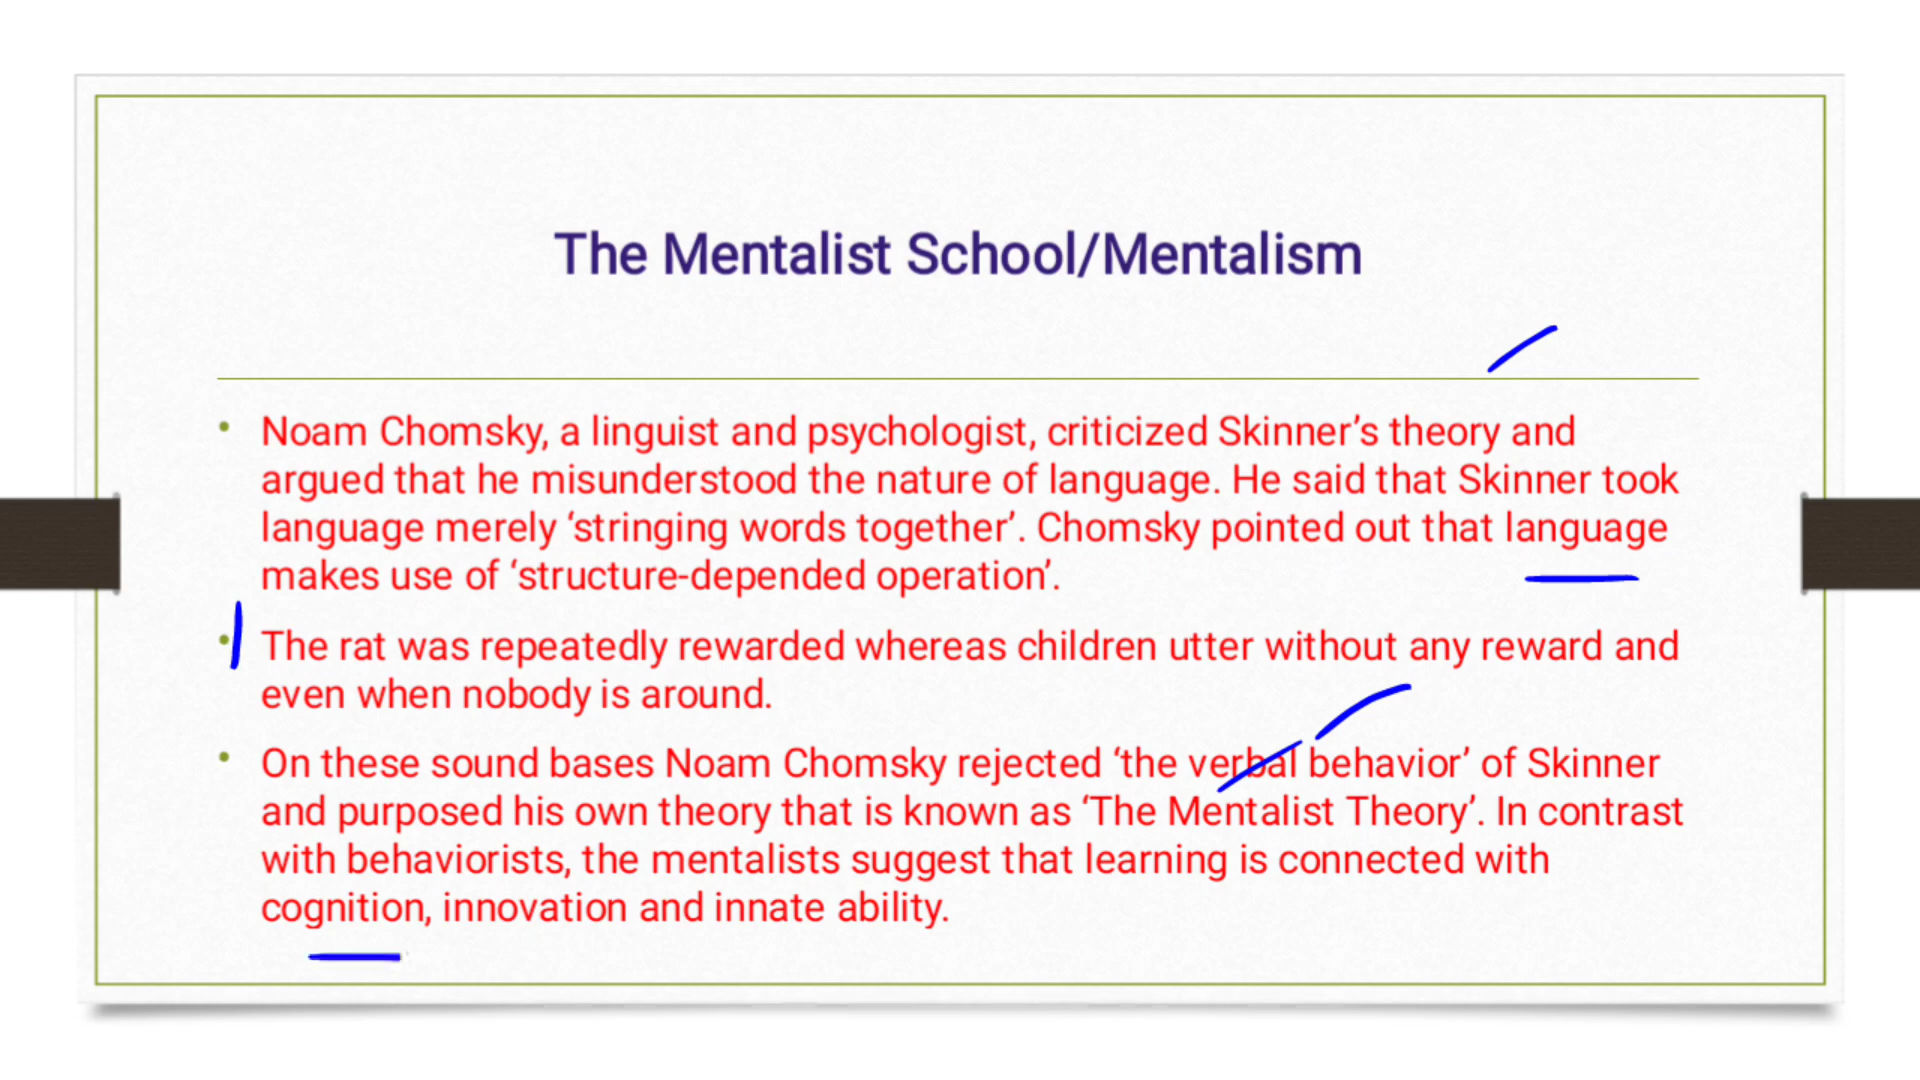 The Mentalist School/Mentalism
• Noam Chomsky, a linguist and psychologist, criticized Skinner’s theory and
argued that he misunderstood the nature of language. He said that Skinner took
language merely ‘stringing words together’. Chomsky pointed out that language
makes use of ‘structure-depended operation’.
• The rat was repeatedly rewarded whereas children utter without any reward and
even when nobody is around.
• On these sound bases Noam Chomsky rejected ‘the verbal behavior’ of Skinner
and purposed his own theory that is known as ‘The Mentalist Theory’. In contrast
with behaviorists, the mentalists suggest that learning is connected with
cognition, innovation and innate ability.